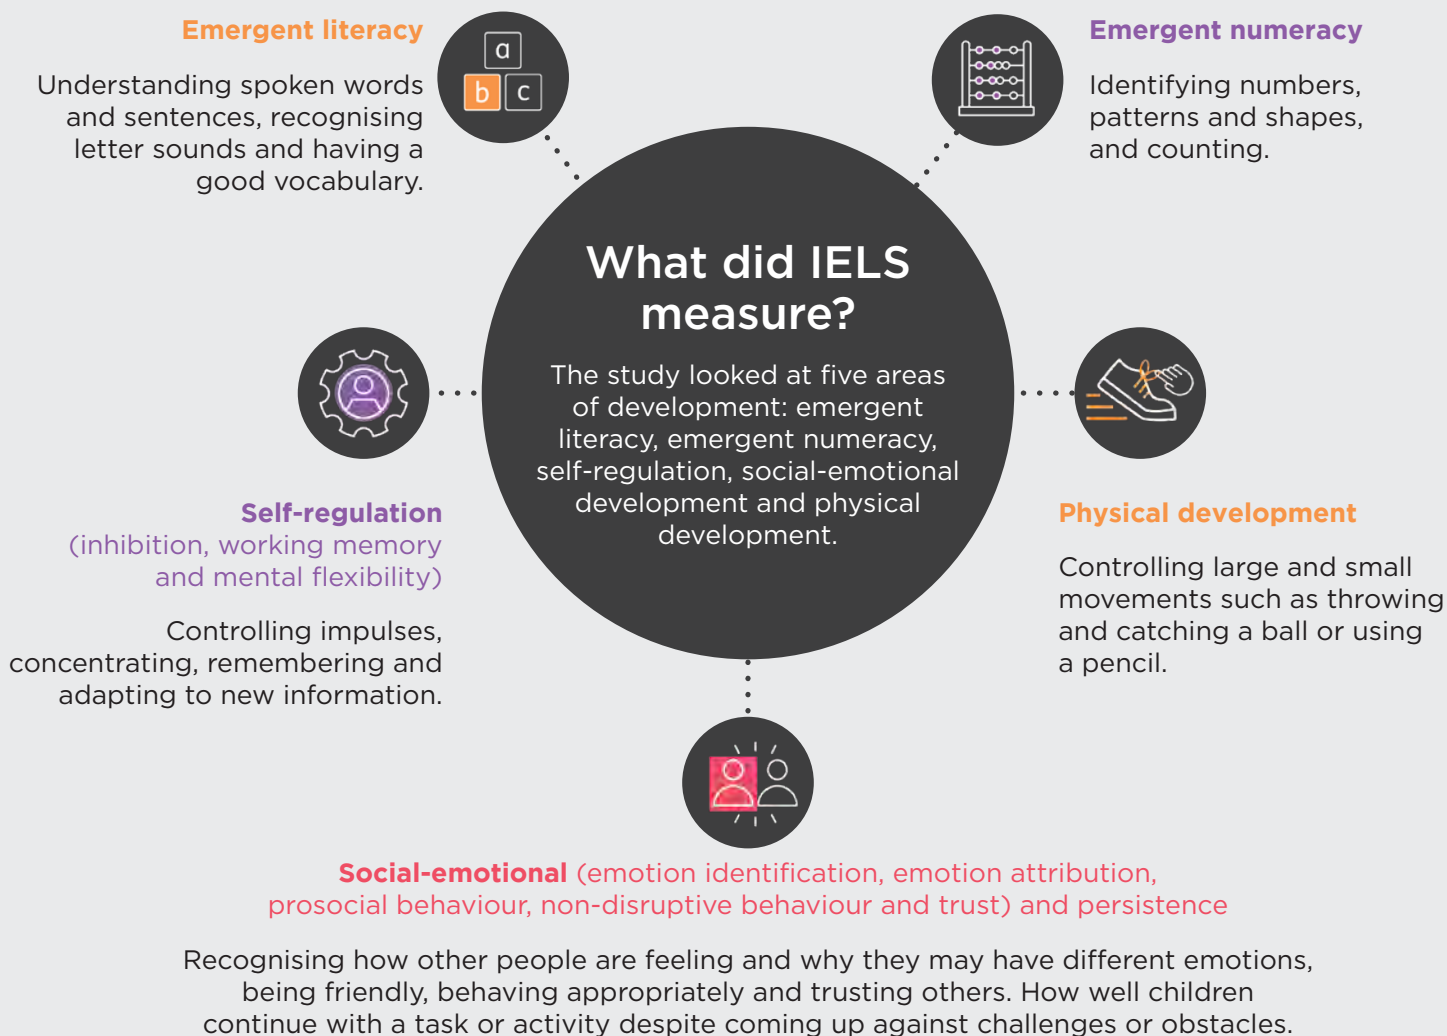 Emergent literacy
Understanding spoken words
and sentences, recognising
letter sounds and having a
good vocabulary.
a
b c
Emergent numeracy
Identifying numbers,
patterns and shapes,
and counting.
What did IELS
measure?
The study looked at five areas
of development: emergent
literacy, emergent numeracy,
self-regulation, social-emotional
development and physical
development.
Self-regulation
(inhibition, working memory
and mental flexibility)
Controlling impulses,
concentrating, remembering and
adapting to new information.
Physical development
Controlling large and small
movements such as throwing
and catching a ball or using
a pencil.
Social-emotional (emotion identification, emotion attribution,
prosocial behaviour, non-disruptive behaviour and trust) and persistence
Recognising how other people are feeling and why they may have different emotions,
being friendly, behaving appropriately and trusting others. How well children
continue with a task or activity despite coming up against challenges or obstacles.